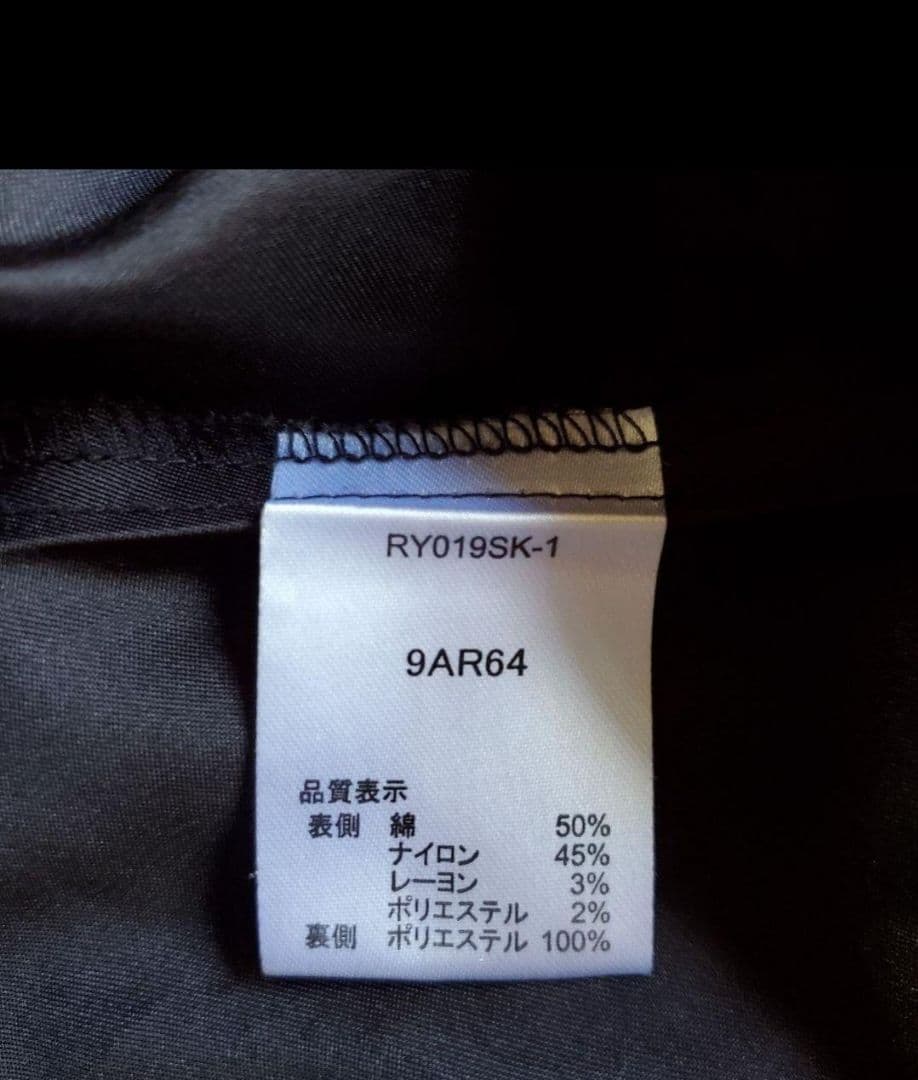 RY019SK-1
9AR64
品質表示
表側 綿 50%
ナイロン 45%
レーヨン 3%
ポリエステル 2%
裏側 ポリエステル 100%